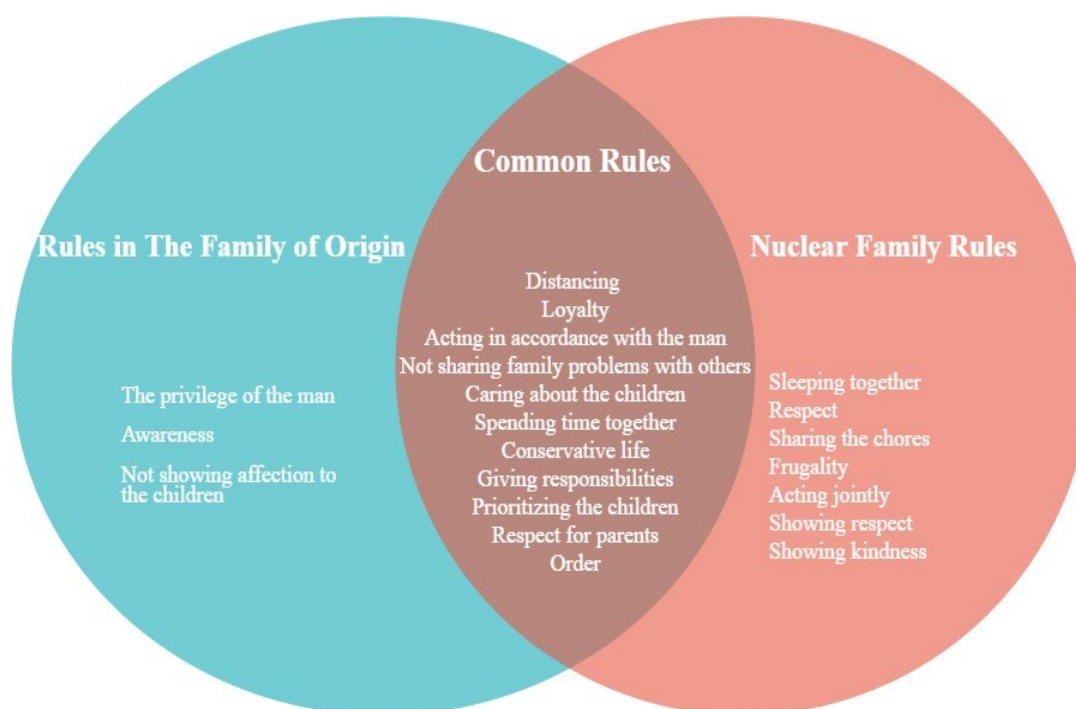 Common Rules
Rules in The Family of Origin
Nuclear Family Rules
The privilege of the man
Awareness
Not showing affection to
the children
Distancing
Loyalty
Acting in accordance with the man
Not sharing family problems with others
Caring about the children
Spending time together
Conservative life
Giving responsibilities
Prioritizing the children
Respect for parents
Order
Sleeping together
Respect
Sharing the chores
Frugality
Acting jointly
Showing respect
Showing kindness